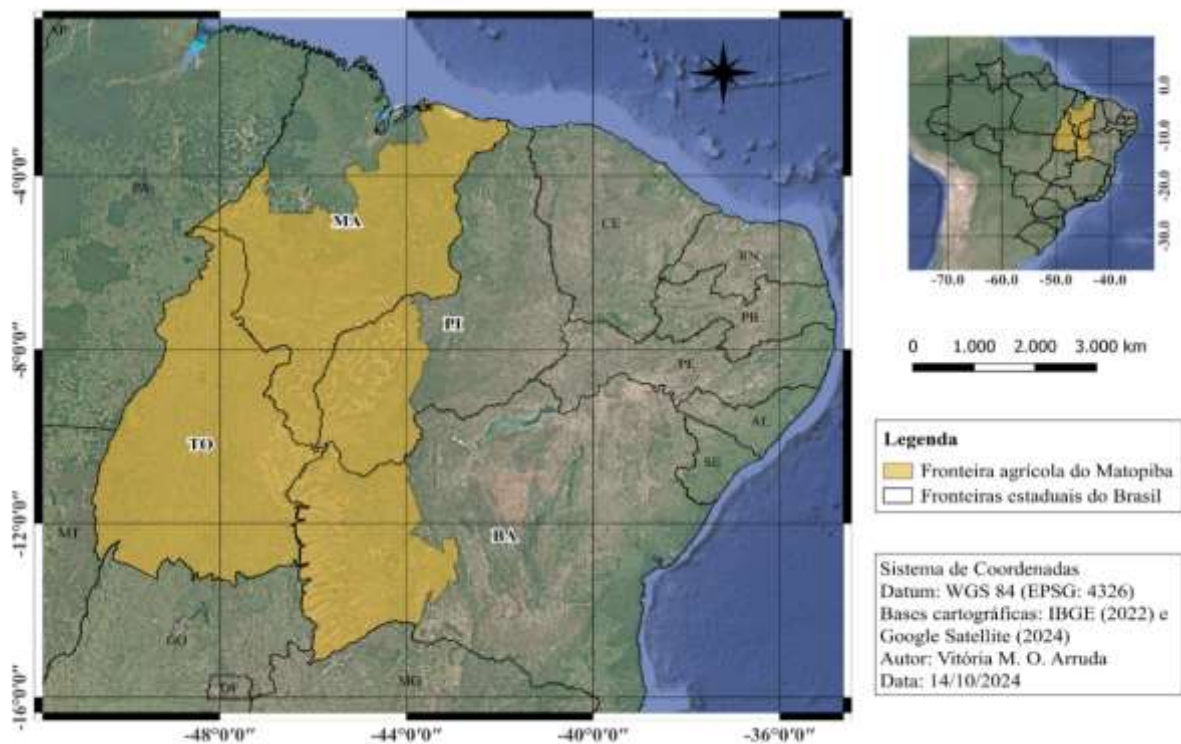 AP
PA
MA
CE
RN
PB
PI
PE
AL
SE
TO
BA
MT
GO
DF
MG
-4°0'0"
-8°0'0"
-12°0'0"
-16°0'0"
-48°0'0"
-44°0'0"
-40°0'0"
-36°0'0"
0.0
-10.0
-20.0
-30.0
-70.0
-60.0
-50.0
-40.0
0 1.000 2.000 3.000 km
Legenda
Fronteira agrícola do Matopiba
Fronteiras estaduais do Brasil
Sistema de Coordenadas
Datum: WGS 84 (EPSG: 4326)
Bases cartográficas: IBGE (2022) e
Google Satellite (2024)
Autor: Vitória M. O. Arruda
Data: 14/10/2024